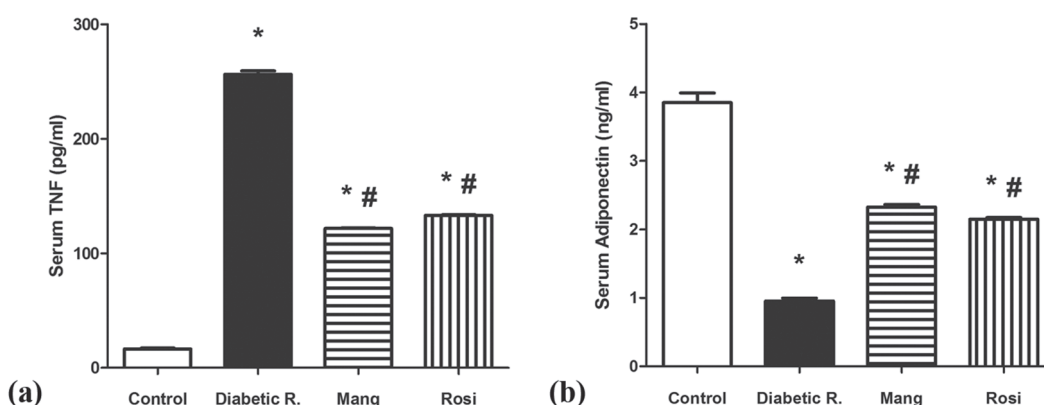 Serum TNF (pg/ml)
300
200
100
0
*
* #
* #
Control Diabetic R. Mang Rosi
(a)
Serum Adiponectin (ng/ml)
5
4
3
2
1
0
*
* #
* #
Control Diabetic R. Mang Rosi
(b)